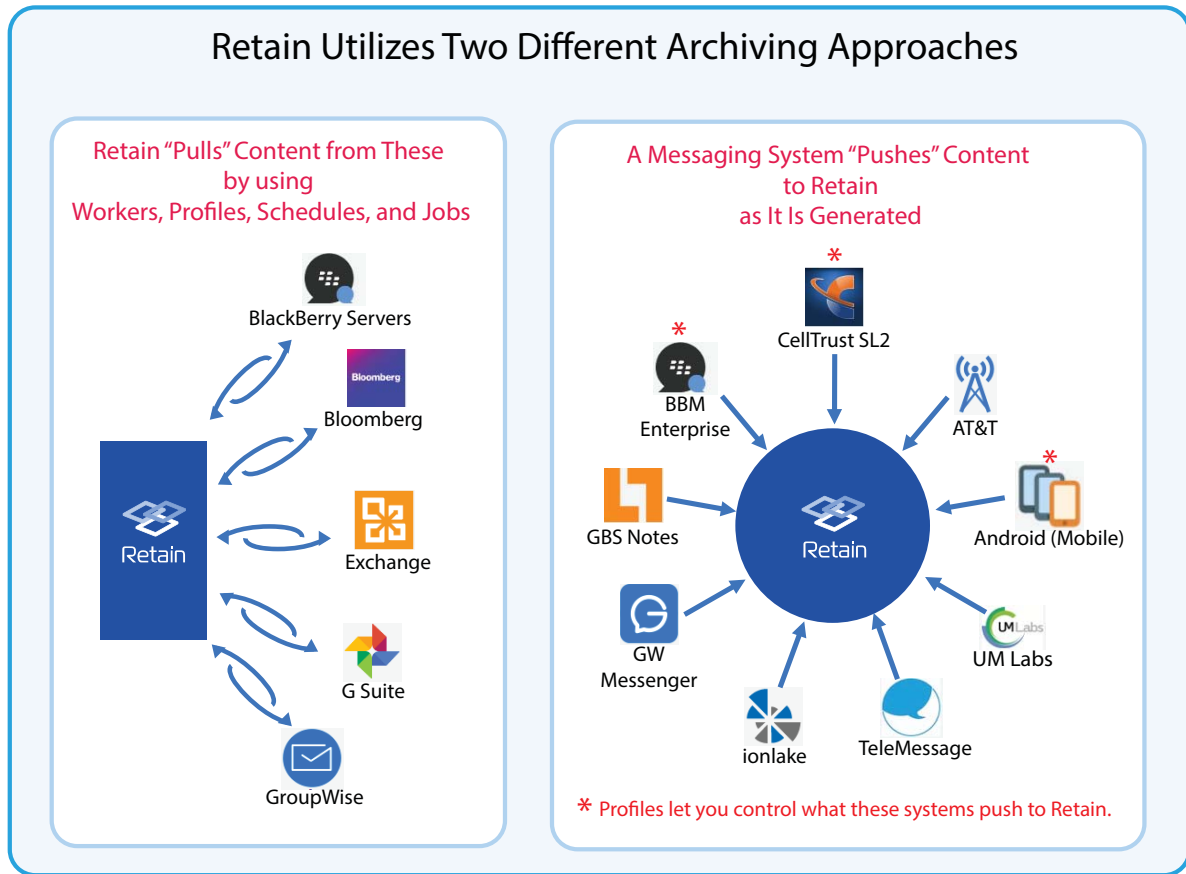 Retain Utilizes Two Different Archiving Approaches
Retain “Pulls” Content from These
by using
Workers, Profiles, Schedules, and Jobs
BlackBerry Servers
Bloomberg
Bloomberg
Retain
Exchange
G Suite
GroupWise
A Messaging System “Pushes” Content
to Retain
as It Is Generated
*
CellTrust SL2
*
BBM
Enterprise
AT&T
GBS Notes
*
Android (Mobile)
Retain
GW
Messenger
UM Labs
UM Labs
ionlake
TeleMessage
* Profiles let you control what these systems push to Retain.